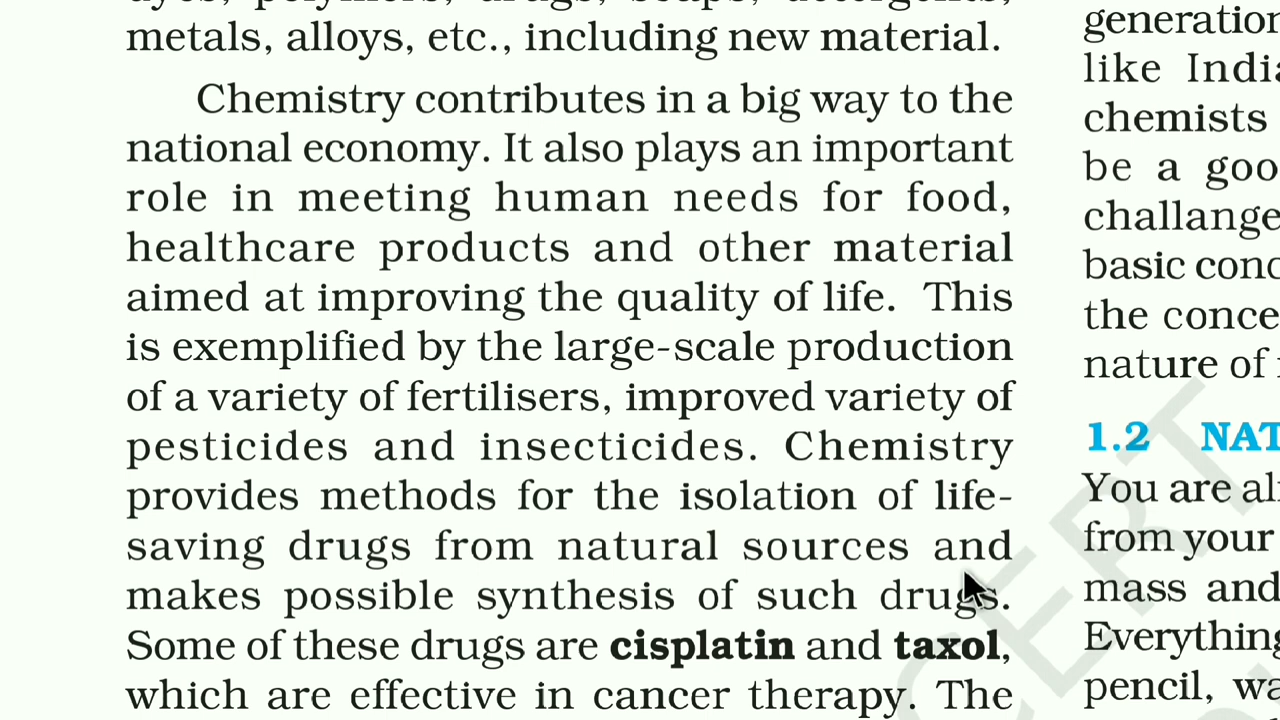 metals, alloys, etc., including new material.
Chemistry contributes in a big way to the
national economy. It also plays an important
role in meeting human needs for food,
healthcare products and other material
aimed at improving the quality of life. This
is exemplified by the large-scale production
of a variety of fertilisers, improved variety of
pesticides and insecticides. Chemistry
provides methods for the isolation of life-
saving drugs from natural sources and
makes possible synthesis of such drugs.
Some of these drugs are cisplatin and taxol,
which are effective in cancer therapy. The
like
chemists
be a
the
nature of
1.2
You are
from your
mass and
pencil,